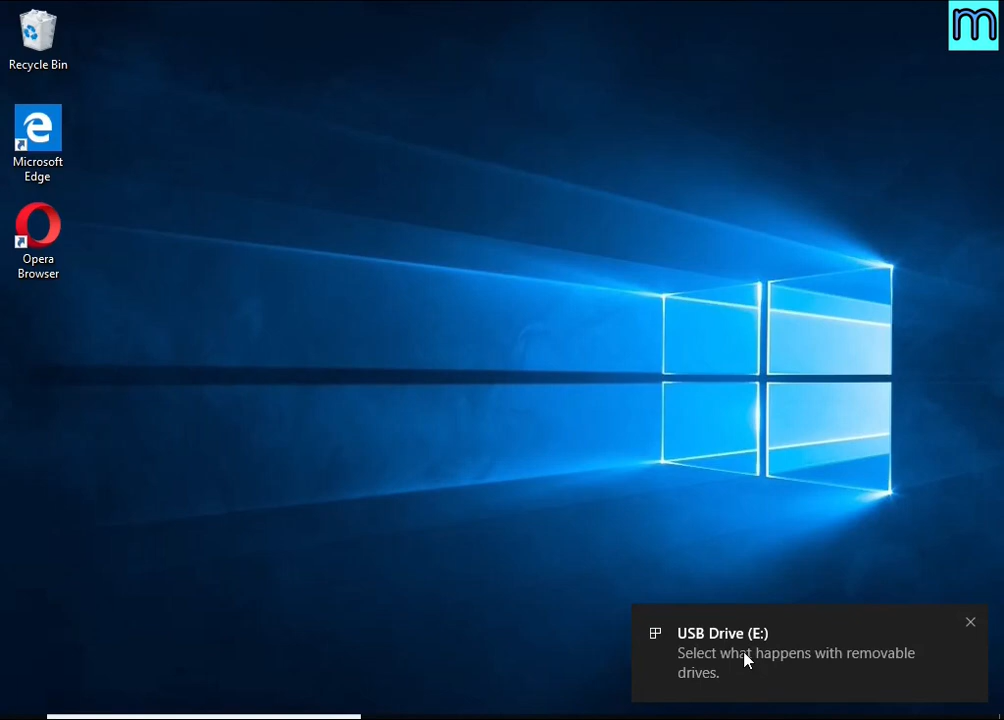 m
Recycle Bin
Microsoft
Edge
Opera
Browser
USB Drive (E:)
Select what happens with removable
drives.